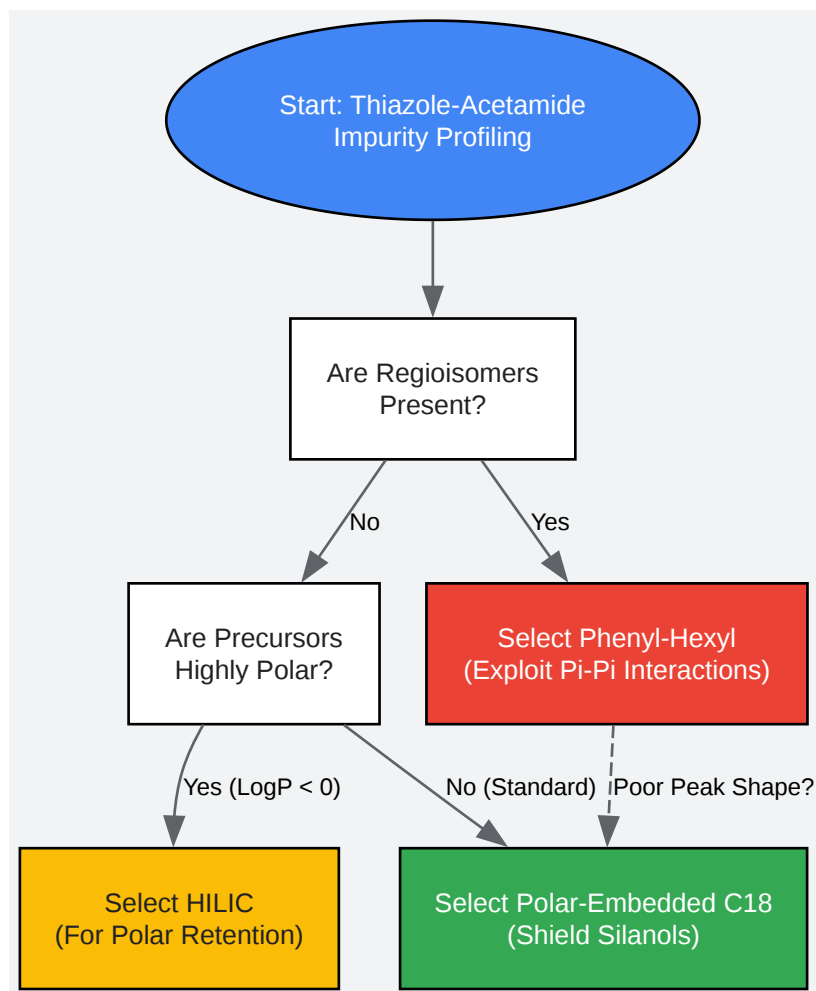 Start: Thiazole-Acetamide
Impurity Profiling
Are Regioisomers
Present?
No
Yes
Are Precursors
Highly Polar?
Select Phenyl-Hexyl
(Exploit Pi-Pi Interactions)
Yes (LogP < 0)
No (Standard)
Poor Peak Shape?
Select HILIC
(For Polar Retention)
Select Polar-Embedded C18
(Shield Silanols)